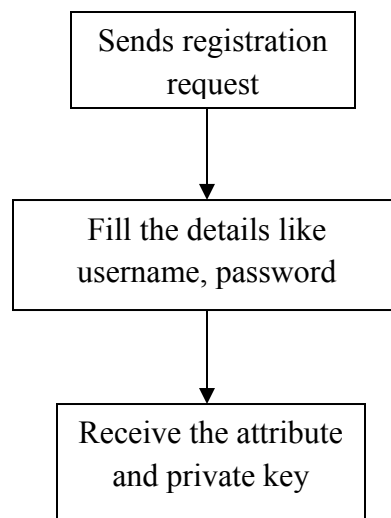 Sends registration
request
Fill the details like
username, password
Receive the attribute
and private key